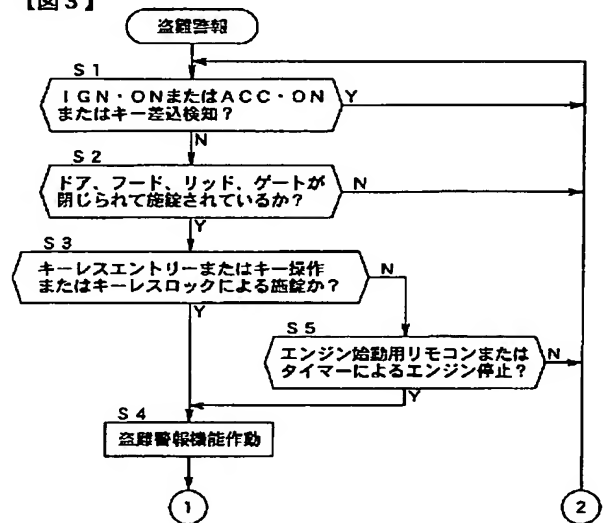 【図3】
盗難警報
S1
IGN・ONまたはACC・ON
またはキー差込検知?
Y
N
S2
ドア、フード、リッド、ゲートが
閉じられて施錠されているか?
N
Y
S3
キーレスエントリーまたはキー操作
またはキーレスロックによる施錠か?
N
Y
S5
エンジン始動用リモコンまたは
タイマーによるエンジン停止?
N
Y
S4
盗難警報機能作動
1
2